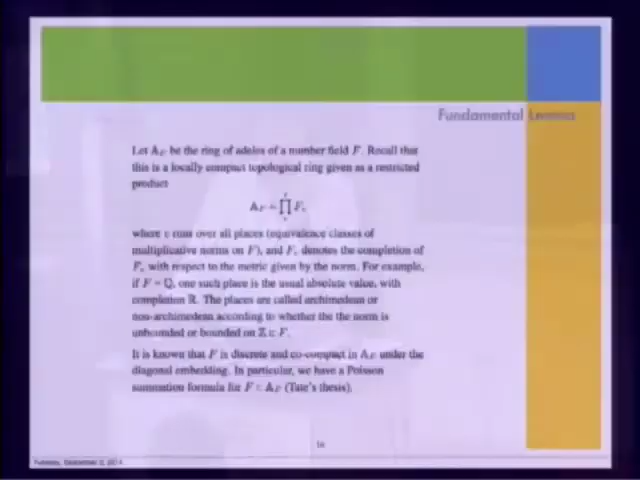 Fundamental Lemma
Let 𝔸_F be the ring of adeles of a number field F. Recall that
this is a locally compact topological ring given as a restricted
product
𝔸_F = ∏'_v F_v
where v runs over all places (equivalence classes of
multiplicative norms on F), and F_v denotes the completion of
F, with respect to the metric given by the norm. For example,
if F = ℚ, one such place is the usual absolute value, with
completion ℝ. The places are called archimedean or
non-archimedean according to whether the the norm is
unbounded or bounded on ℤ ⊂ F.
It is known that F is discrete and co-compact in 𝔸_F under the
diagonal embedding. In particular, we have a Poisson
summation formula for F ⊂ 𝔸_F (Tate's thesis).
Tuesday, September 2, 2014